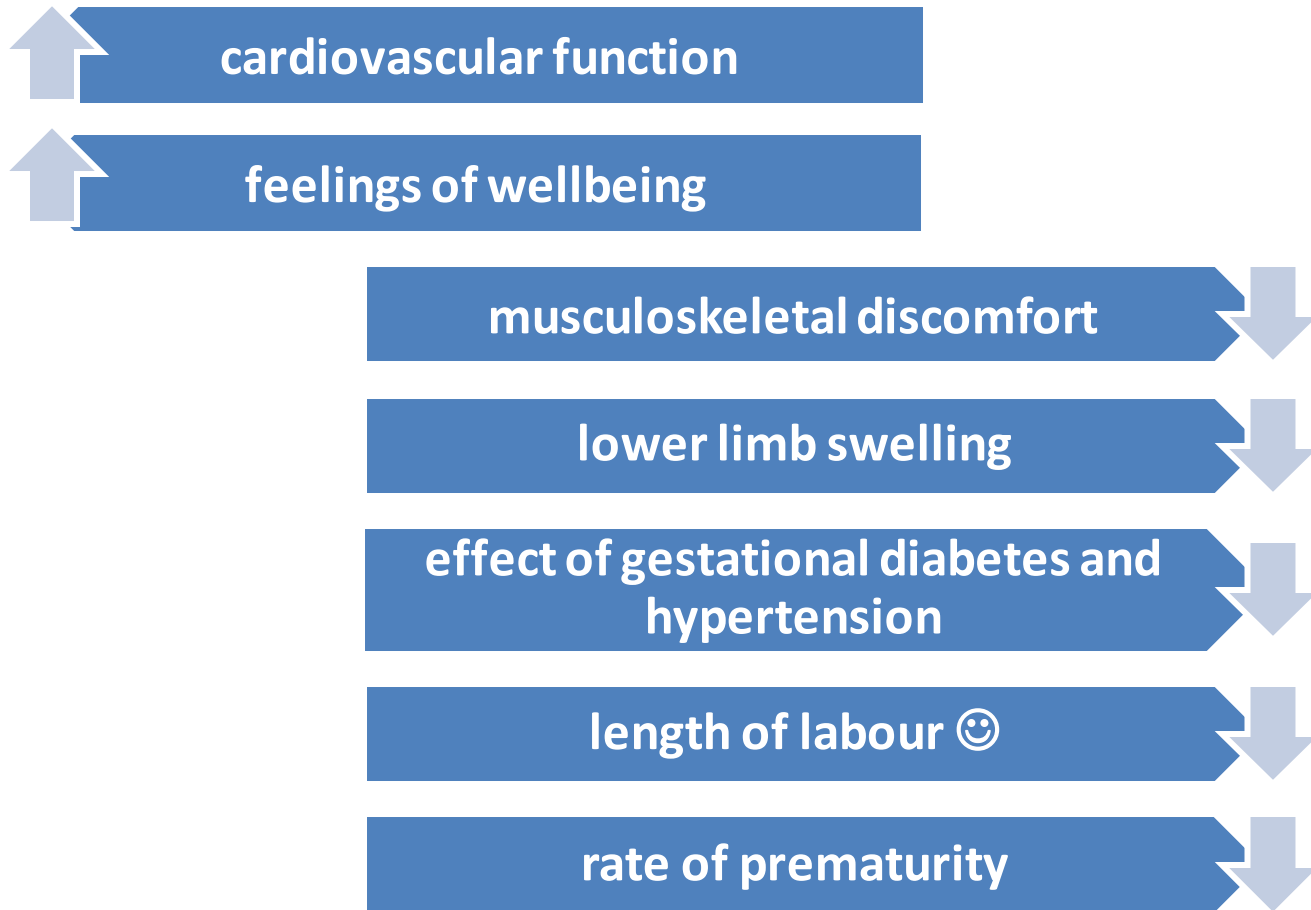 cardiovascular function
feelings of wellbeing
musculoskeletal discomfort
lower limb swelling
effect of gestational diabetes and
hypertension
length of labour ☺
rate of prematurity